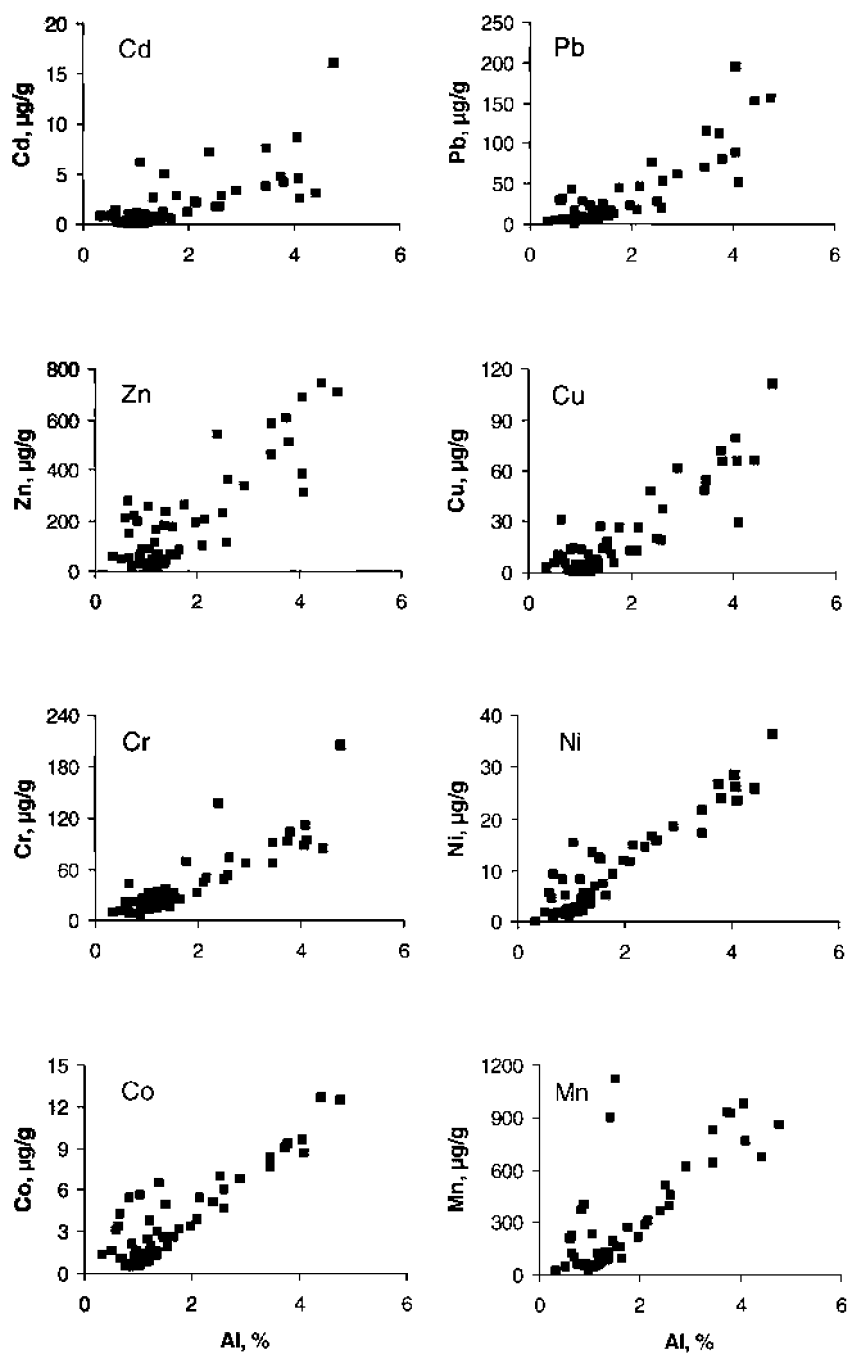 Cd
Cd, µg/g
20
15
10
5
0
0 2 4 6
Pb
Pb, µg/g
250
200
150
100
50
0
0 2 4 6
Zn
Zn, µg/g
800
600
400
200
0
0 2 4 6
Cu
Cu, µg/g
120
90
60
30
0
0 2 4 6
Cr
Cr, µg/g
240
180
120
60
0
0 2 4 6
Ni
Ni, µg/g
40
30
20
10
0
0 2 4 6
Co
Co, µg/g
15
12
9
6
3
0
0 2 4 6
Al, %
Mn
Mn, µg/g
1200
900
600
300
0
0 2 4 6
Al, %